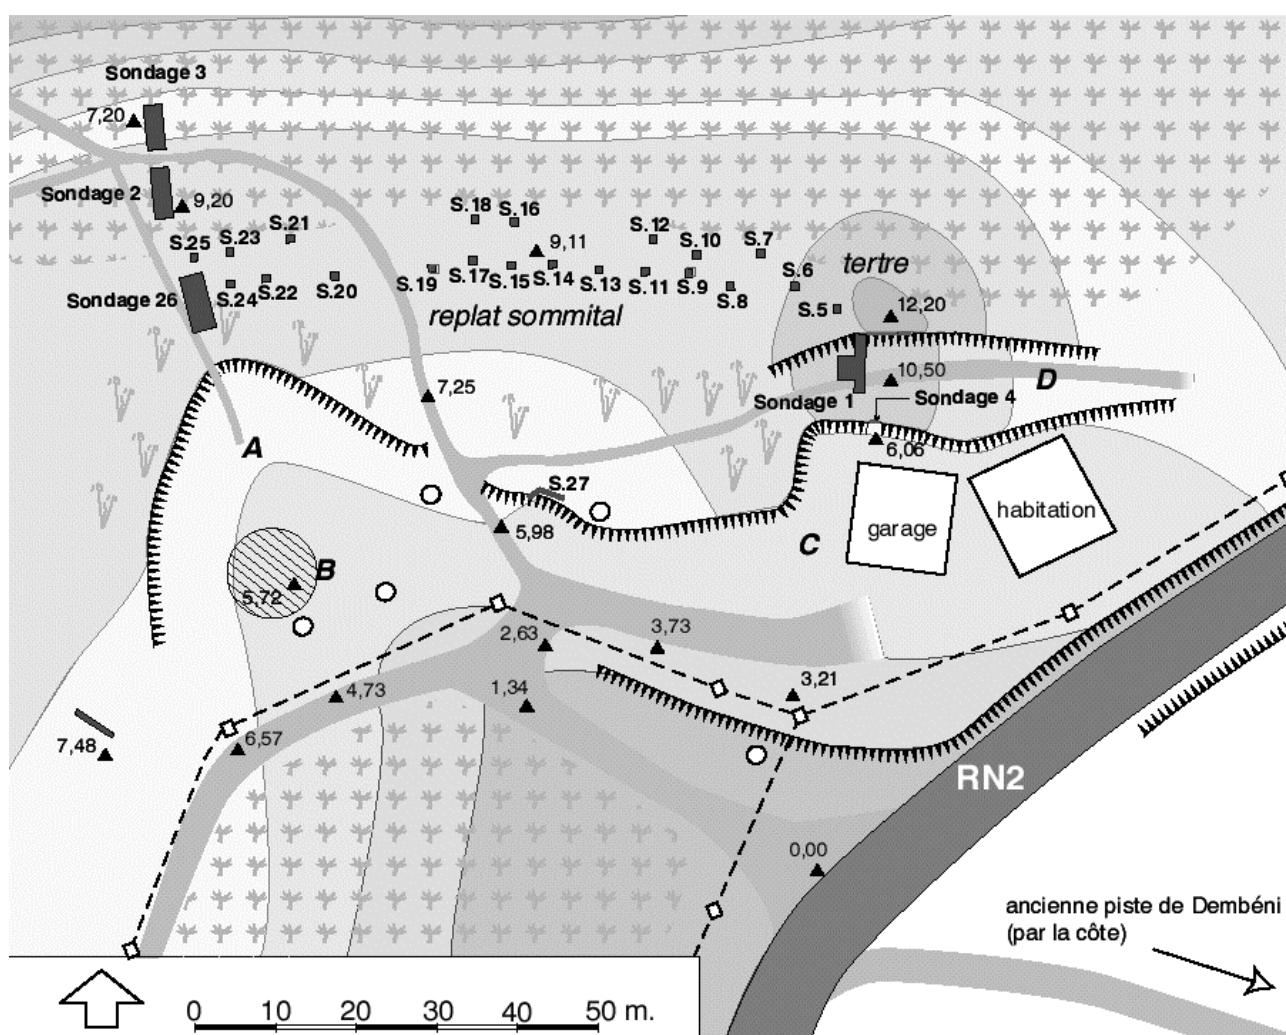 Sondage 3
7,20
Sondage 2
9,20
S.18
S.16
S.21
S.12
S.23
S.25
9,11
S.10
S.7
tertre
S.6
S.17
S.15
S.14
S.13
S.11
S.9
S.8
S.19
S.20
S.22
S.24
Sondage 26
S.5
12,20
replat sommital
7,25
10,50
D
Sondage 1
Sondage 4
A
6,06
S.27
habitation
garage
5,98
C
B
5,72
2,63
3,73
4,73
1,34
3,21
7,48
6,57
RN2
0,00
ancienne piste de Dembéni
(par la côte)
0 10 20 30 40 50 m.